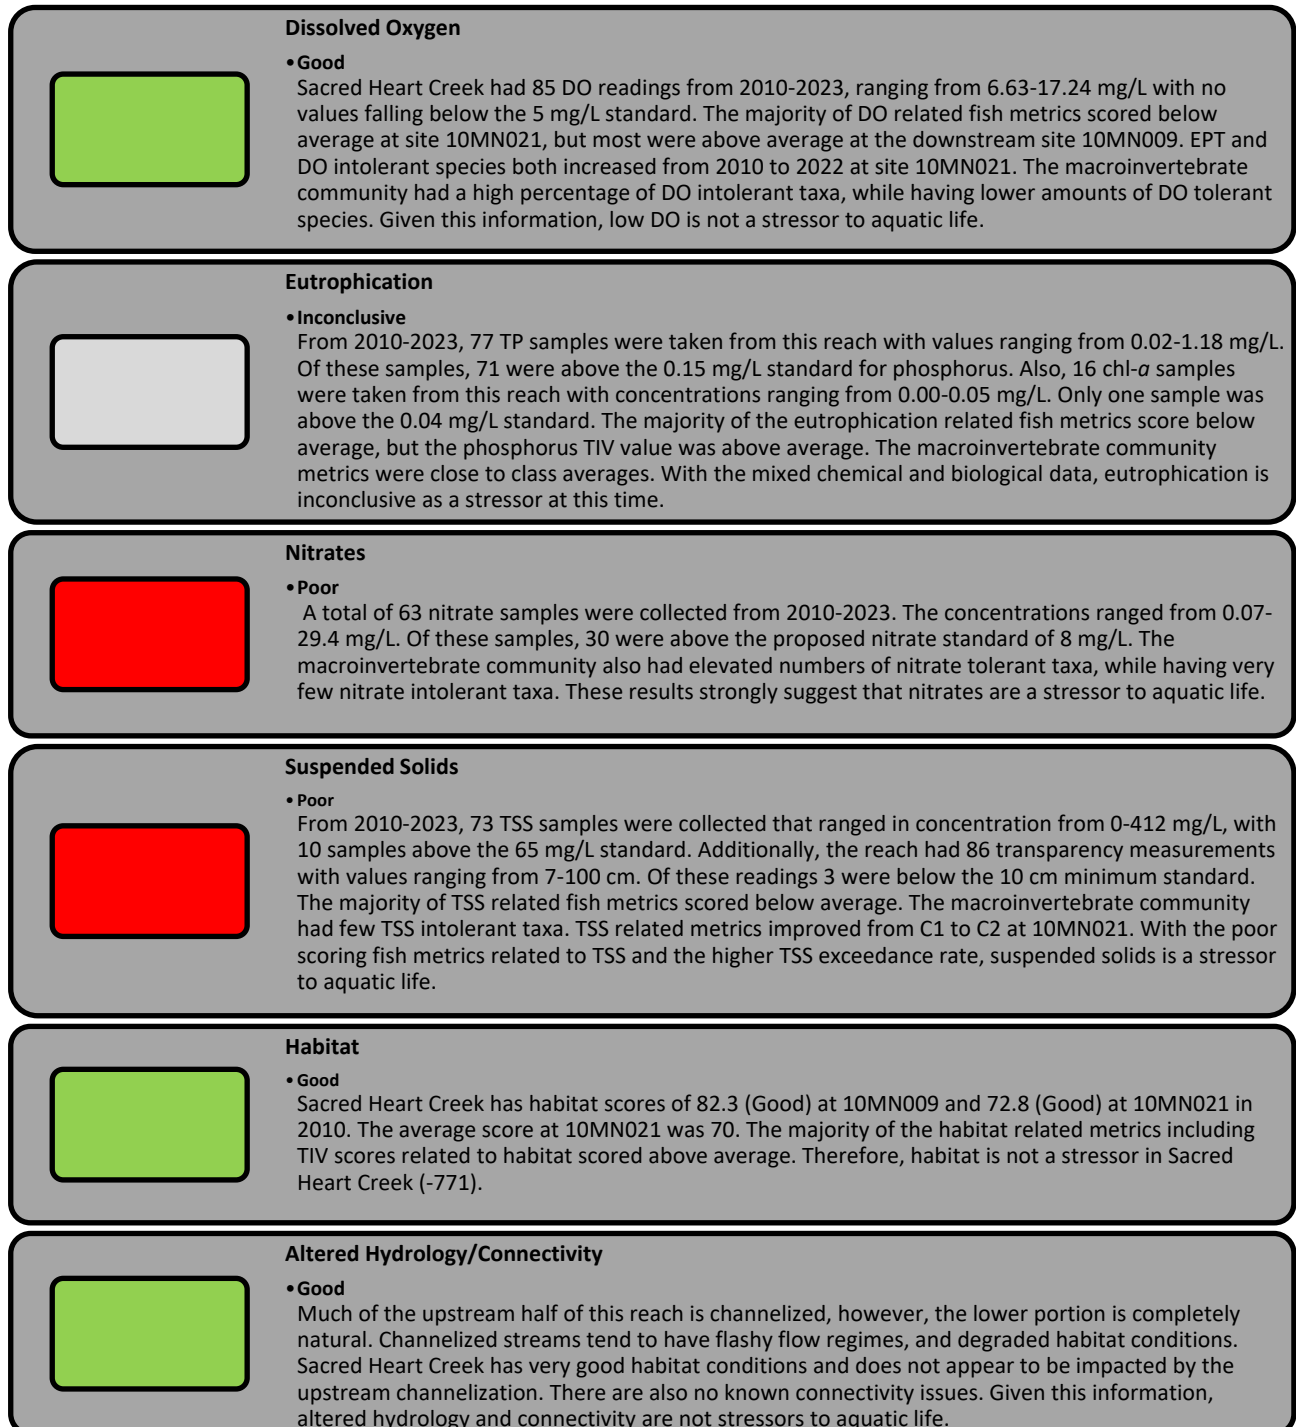 Dissolved Oxygen
•Good
Sacred Heart Creek had 85 DO readings from 2010-2023, ranging from 6.63-17.24 mg/L with no
values falling below the 5 mg/L standard. The majority of DO related fish metrics scored below
average at site 10MN021, but most were above average at the downstream site 10MN009. EPT and
DO intolerant species both increased from 2010 to 2022 at site 10MN021. The macroinvertebrate
community had a high percentage of DO intolerant taxa, while having lower amounts of DO tolerant
species. Given this information, low DO is not a stressor to aquatic life.
Eutrophication
•Inconclusive
From 2010-2023, 77 TP samples were taken from this reach with values ranging from 0.02-1.18 mg/L.
Of these samples, 71 were above the 0.15 mg/L standard for phosphorus. Also, 16 chl-a samples
were taken from this reach with concentrations ranging from 0.00-0.05 mg/L. Only one sample was
above the 0.04 mg/L standard. The majority of the eutrophication related fish metrics score below
average, but the phosphorus TIV value was above average. The macroinvertebrate community
metrics were close to class averages. With the mixed chemical and biological data, eutrophication is
inconclusive as a stressor at this time.
Nitrates
•Poor
A total of 63 nitrate samples were collected from 2010-2023. The concentrations ranged from 0.07-
29.4 mg/L. Of these samples, 30 were above the proposed nitrate standard of 8 mg/L. The
macroinvertebrate community also had elevated numbers of nitrate tolerant taxa, while having very
few nitrate intolerant taxa. These results strongly suggest that nitrates are a stressor to aquatic life.
Suspended Solids
•Poor
From 2010-2023, 73 TSS samples were collected that ranged in concentration from 0-412 mg/L, with
10 samples above the 65 mg/L standard. Additionally, the reach had 86 transparency measurements
with values ranging from 7-100 cm. Of these readings 3 were below the 10 cm minimum standard.
The majority of TSS related fish metrics scored below average. The macroinvertebrate community
had few TSS intolerant taxa. TSS related metrics improved from C1 to C2 at 10MN021. With the poor
scoring fish metrics related to TSS and the higher TSS exceedance rate, suspended solids is a stressor
to aquatic life.
Habitat
•Good
Sacred Heart Creek has habitat scores of 82.3 (Good) at 10MN009 and 72.8 (Good) at 10MN021 in
2010. The average score at 10MN021 was 70. The majority of the habitat related metrics including
TIV scores related to habitat scored above average. Therefore, habitat is not a stressor in Sacred
Heart Creek (-771).
Altered Hydrology/Connectivity
•Good
Much of the upstream half of this reach is channelized, however, the lower portion is completely
natural. Channelized streams tend to have flashy flow regimes, and degraded habitat conditions.
Sacred Heart Creek has very good habitat conditions and does not appear to be impacted by the
upstream channelization. There are also no known connectivity issues. Given this information,
altered hydrology and connectivity are not stressors to aquatic life.